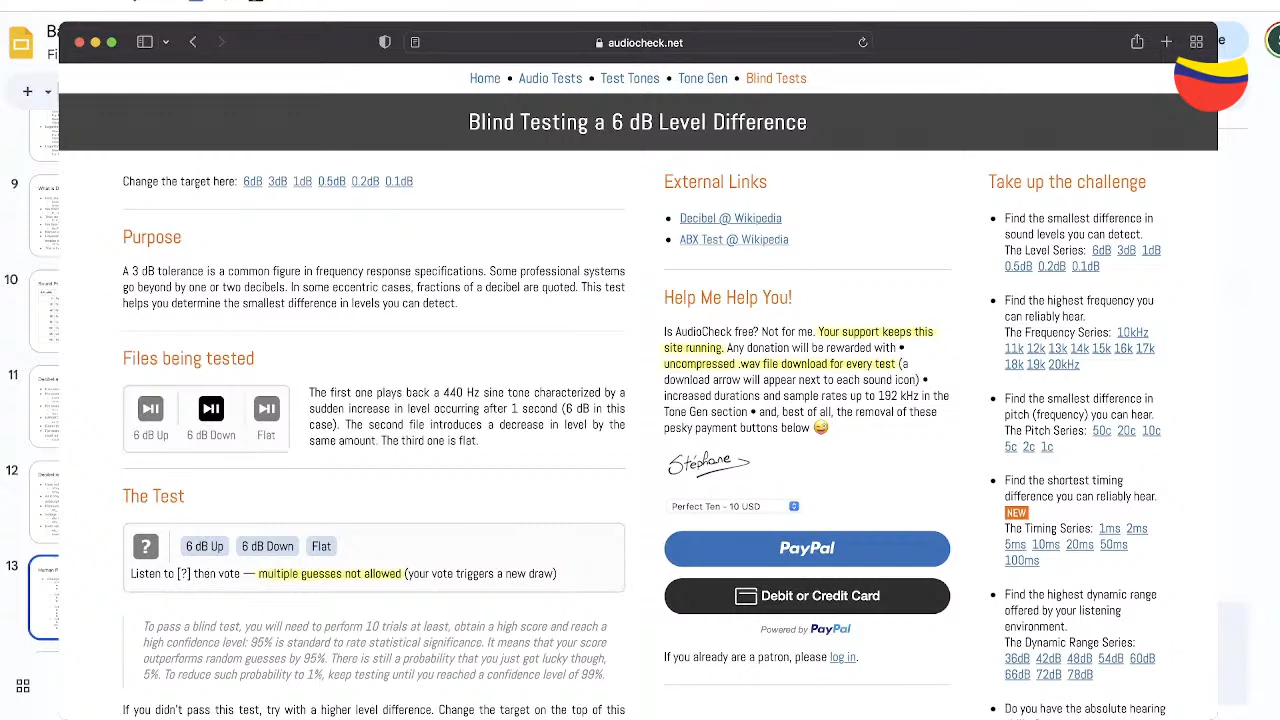 audiocheck.net
Home • Audio Tests • Test Tones • Tone Gen • Blind Tests
Blind Testing a 6 dB Level Difference
Change the target here: 6dB 3dB 1dB 0.5dB 0.2dB 0.1dB
Purpose
A 3 dB tolerance is a common figure in frequency response specifications. Some professional systems
go beyond by one or two decibels. In some eccentric cases, fractions of a decibel are quoted. This test
helps you determine the smallest difference in levels you can detect.
Files being tested
6 dB Up
6 dB Down
Flat
The first one plays back a 440 Hz sine tone characterized by a
sudden increase in level occurring after 1 second (6 dB in this
case). The second file introduces a decrease in level by the
same amount. The third one is flat.
The Test
? 6 dB Up 6 dB Down Flat
Listen to [?] then vote — multiple guesses not allowed (your vote triggers a new draw)
To pass a blind test, you will need to perform 10 trials at least, obtain a high score and reach a
high confidence level: 95% is standard to rate statistical significance. It means that your score
outperforms random guesses by 95%. There is still a probability that you just got lucky though,
5%. To reduce such probability to 1%, keep testing until you reached a confidence level of 99%.
If you didn't pass this test, try with a higher level difference. Change the target on the top of this
External Links
• Decibel @ Wikipedia
• ABX Test @ Wikipedia
Help Me Help You!
Is AudioCheck free? Not for me. Your support keeps this
site running. Any donation will be rewarded with •
uncompressed .wav file download for every test (a
download arrow will appear next to each sound icon) •
increased duration and sample rates up to 192 kHz in the
Tone Gen section • and, best of all, the removal of these
pesky payment buttons below 😜
Stéphane
Perfect Ten - 10 USD
PayPal
Debit or Credit Card
Powered by PayPal
If you already are a patron, please log in.
Take up the challenge
• Find the smallest difference in
sound levels you can detect.
The Level Series: 6dB 3dB 1dB
0.5dB 0.2dB 0.1dB
• Find the highest frequency you
can reliably hear.
The Frequency Series: 10kHz
11k 12k 13k 14k 15k 16k 17k
18k 19k 20kHz
• Find the smallest difference in
pitch (frequency) you can hear.
The Pitch Series: 50c 20c 10c
5c 2c 1c
• Find the shortest timing
difference you can reliably hear.
NEW
The Timing Series: 1ms 2ms
5ms 10ms 20ms 50ms
100ms
• Find the highest dynamic range
offered by your listening
environment.
The Dynamic Range Series:
36dB 42dB 48dB 54dB 60dB
66dB 72dB 78dB
• Do you have the absolute hearing
9
10
11
12
13